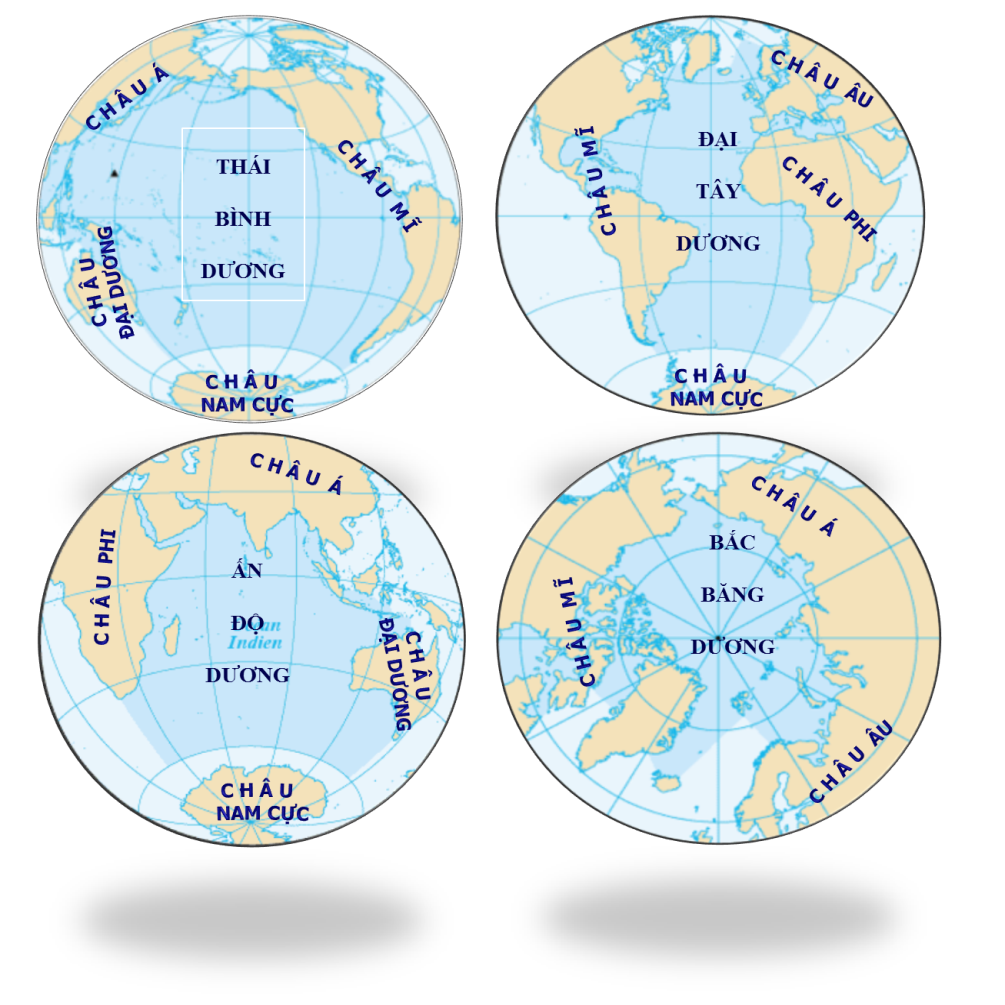 CHÂU Á
THÁI
BÌNH
DƯƠNG
CHÂU MĨ
CHÂU
ĐẠI DƯƠNG
CHÂU
NAM CỰC
CHÂU ÂU
ĐẠI
TÂY
DƯƠNG
CHÂU MĨ
CHÂU PHI
CHÂU
NAM CỰC
CHÂU Á
CHÂU PHI
ẤN
ĐỘ
Indien
DƯƠNG
CHÂU
ĐẠI DƯƠNG
CHÂU
NAM CỰC
CHÂU Á
BẮC
BĂNG
DƯƠNG
CHÂU MĨ
CHÂU ÂU